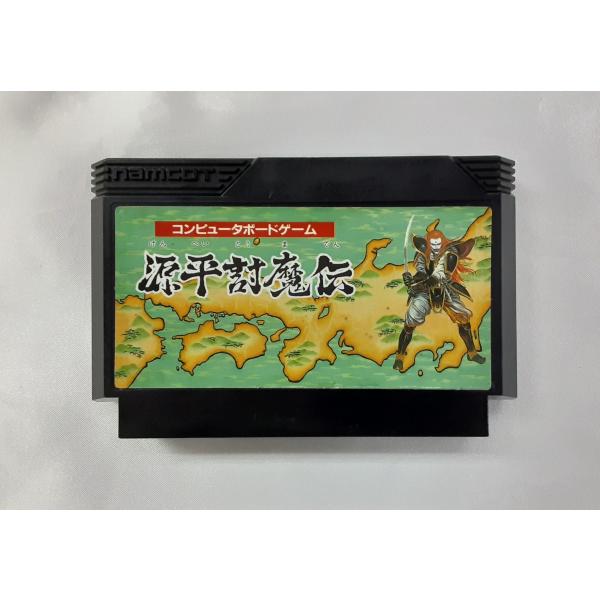 namcot
コンピュータボードゲーム
げん ぺい とう ま でん
源平討魔伝